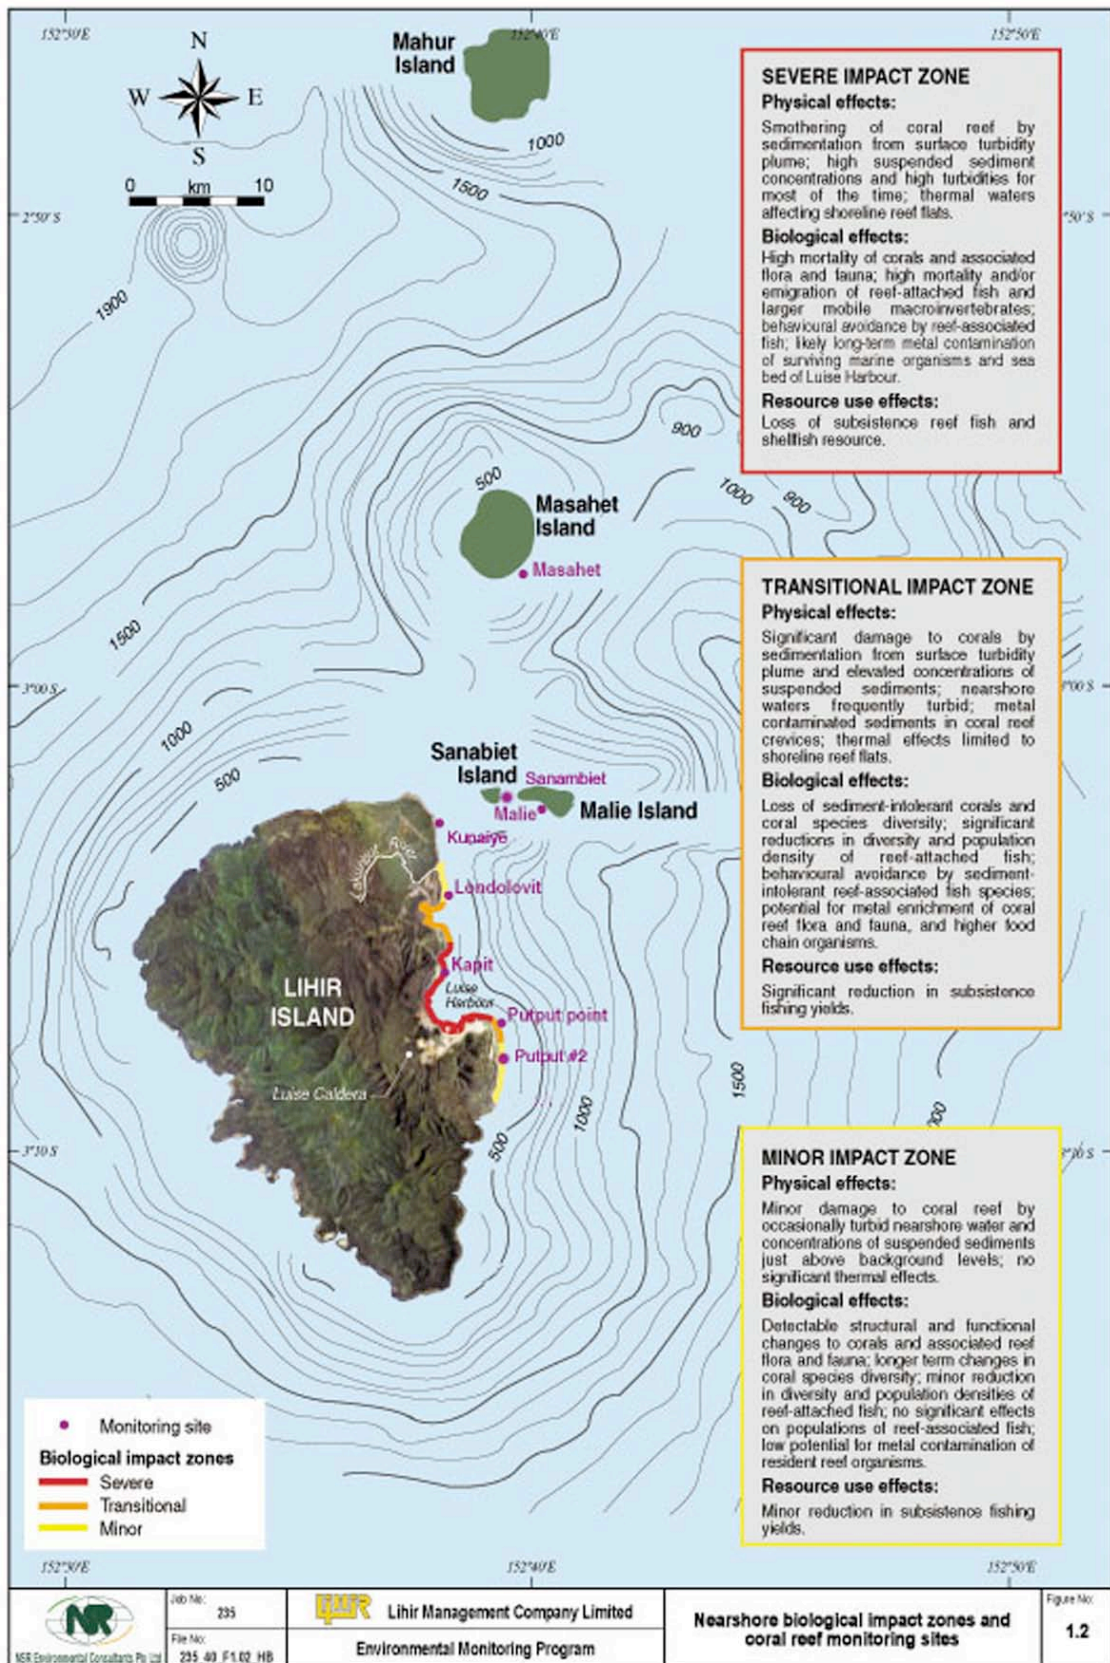 152°30'E
152°40'E
152°50'E
N
W
E
S
0 km 10
Mahur
Island
1000
1500
2°50' S
1900
SEVERE IMPACT ZONE
Physical effects:
Smothering of coral reef by
sedimentation from surface turbidity
plume; high suspended sediment
concentrations and high turbidities for
most of the time; thermal waters
affecting shoreline reef flats.
Biological effects:
High mortality of corals and associated
flora and fauna; high mortality and/or
emigration of reef-attached fish and
larger mobile macroinvertebrates;
behavioural avoidance by reef-associated
fish; likely long-term metal contamination
of surviving marine organisms and sea
bed of Luise Harbour.
Resource use effects:
Loss of subsistence reef fish and
shellfish resource.
900
500
1000
900
Masahet
Island
Masahet
1500
3°00 S
1000
500
TRANSITIONAL IMPACT ZONE
Physical effects:
Significant damage to corals by
sedimentation from surface turbidity
plume and elevated concentrations of
suspended sediments; nearshore
waters frequently turbid; metal
contaminated sediments in coral reef
crevices; thermal effects limited to
shoreline reef flats.
Biological effects:
Loss of sediment-intolerant corals and
coral species diversity; significant
reductions in diversity and population
density of reef-attached fish;
behavioural avoidance by sediment-
intolerant reef-associated fish species;
potential for metal enrichment of coral
reef flora and fauna, and higher food
chain organisms.
Resource use effects:
Significant reduction in subsistence
fishing yields.
Sanabiet
Island
Sanambiet
Malie
Malie Island
Kunaiye
River
Londolovit
Kapit
Luise
Harbour
LIHIR
ISLAND
Putput point
Putput #2
Luise Caldera
1500
1000
500
3°10 S
MINOR IMPACT ZONE
Physical effects:
Minor damage to coral reef by
occasionally turbid nearshore water and
concentrations of suspended sediments
just above background levels; no
significant thermal effects.
Biological effects:
Detectable structural and functional
changes to corals and associated reef
flora and fauna; longer term changes in
coral species diversity; minor reduction
in diversity and population densities of
reef-attached fish; no significant effects
on populations of reef-associated fish;
low potential for metal contamination of
resident reef organisms.
Resource use effects:
Minor reduction in subsistence fishing
yields.
Monitoring site
Biological impact zones
Severe
Transitional
Minor
152°30'E
152°40'E
152°50'E
NSR
NSR Environmental Consultants Pty Ltd
Job No:
235
File No:
235_40_F1.02_HB
LIHIR
Lihir Management Company Limited
Environmental Monitoring Program
Nearshore biological impact zones and
coral reef monitoring sites
Figure No:
1.2